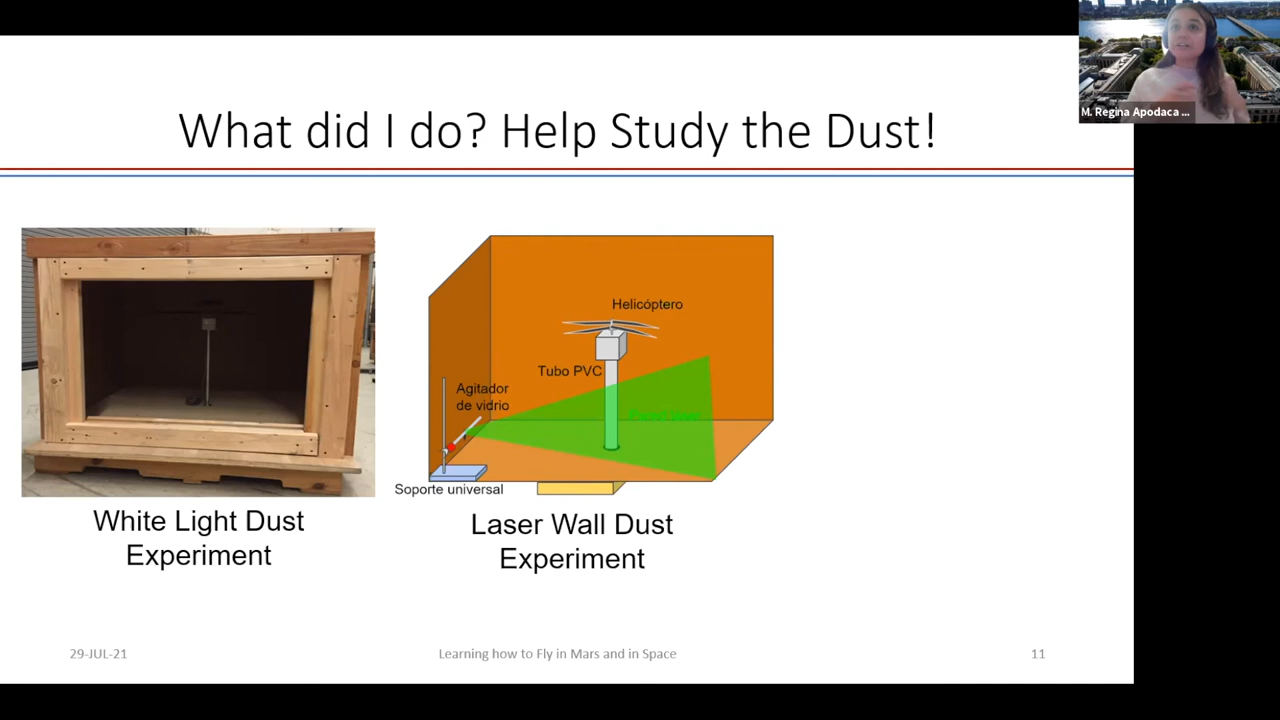 M. Regina Apodaca ...
What did I do? Help Study the Dust!
Helicóptero
Tubo PVC
Agitador
de vidrio
Soporte universal
White Light Dust
Experiment
Laser Wall Dust
Experiment
29-JUL-21
Learning how to Fly in Mars and in Space
11